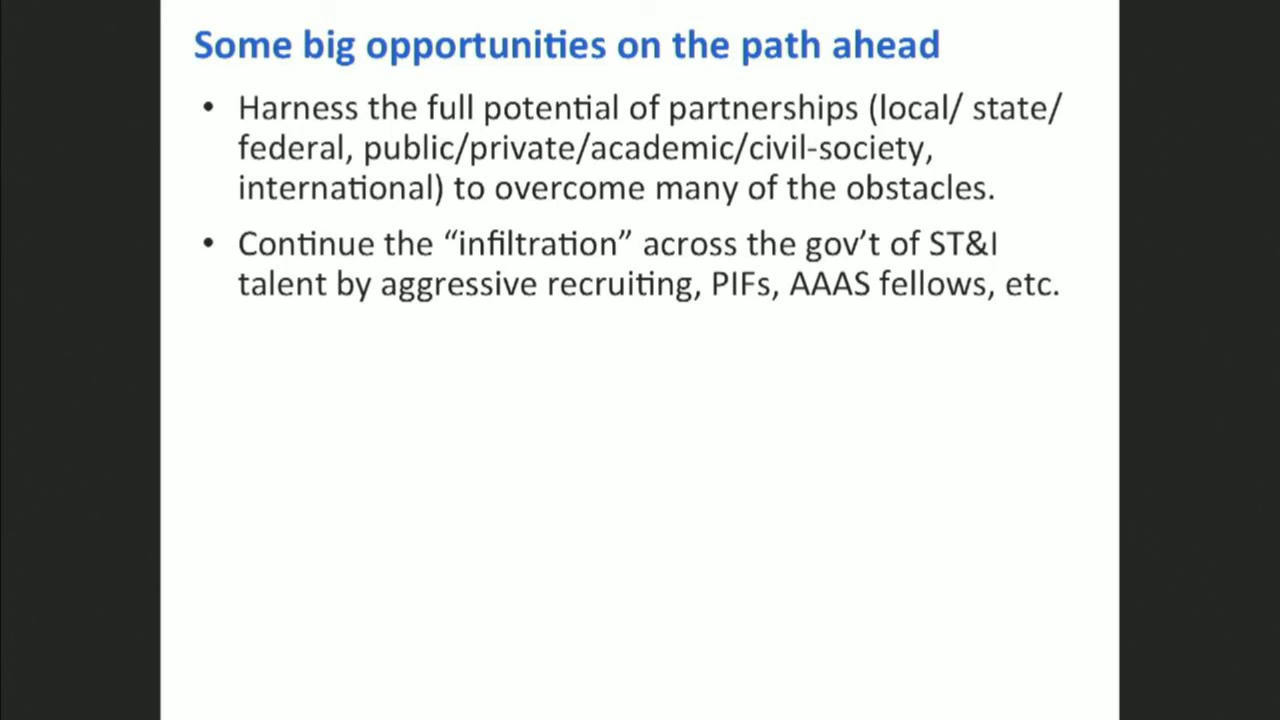 Some big opportunities on the path ahead
• Harness the full potential of partnerships (local/ state/
federal, public/private/academic/civil-society,
international) to overcome many of the obstacles.
• Continue the “infiltration” across the gov’t of ST&I
talent by aggressive recruiting, PIFs, AAAS fellows, etc.